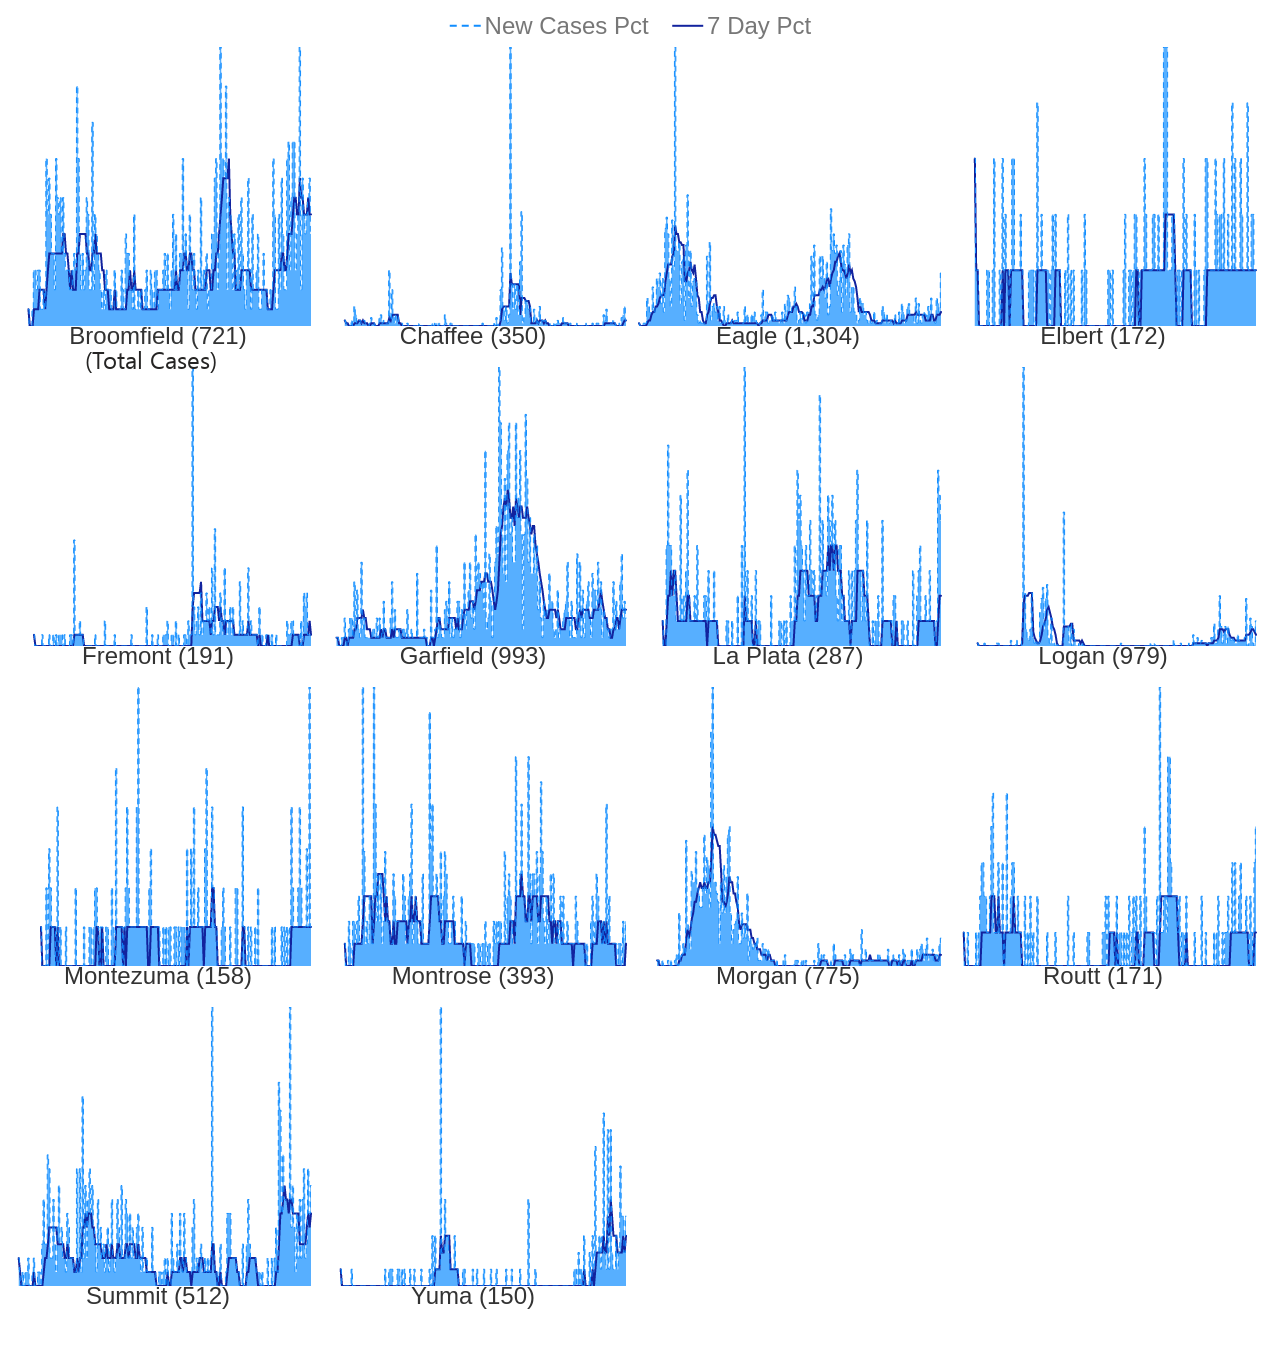 New Cases Pct 7 Day Pct
Broomfield (721) Chaffee (350) Eagle (1,304) Elbert (172)
(Total Cases)
Fremont (191) Garfield (993) La Plata (287) Logan (979)
Montezuma (158) Montrose (393) Morgan (775) Routt (171)
Summit (512) Yuma (150)